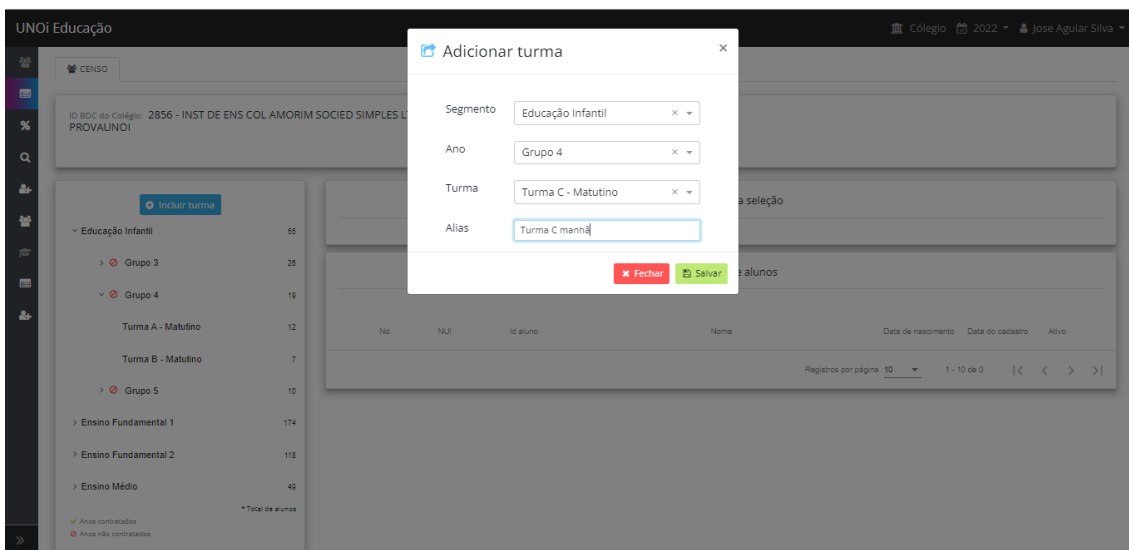 UNOi Educação
Cólegio 2022 Jose Aguiar Silva
CENSO
ID BDC do Colégio: 2856 - INST DE ENS COL AMORIM SOCIED SIMPLES L
PROVAUNOI
Adicionar turma
Segmento Educação Infantil
Ano Grupo 4
Turma Turma C - Matutino
Alias Turma C manhã
Fechar Salvar
Incluir turma
Educação Infantil 55
Grupo 3 26
Grupo 4 19
Turma A - Matutino 12
Turma B - Matutino 7
Grupo 5 10
Ensino Fundamental 1 174
Ensino Fundamental 2 118
Ensino Médio 49
* Total de alunos
Anos contratados
Anos não contratados
a seleção
e alunos
No. NUI Id aluno Nome Data de nascimento Data do cadastro Ativo
Registros por página 10 1 - 10 de 0